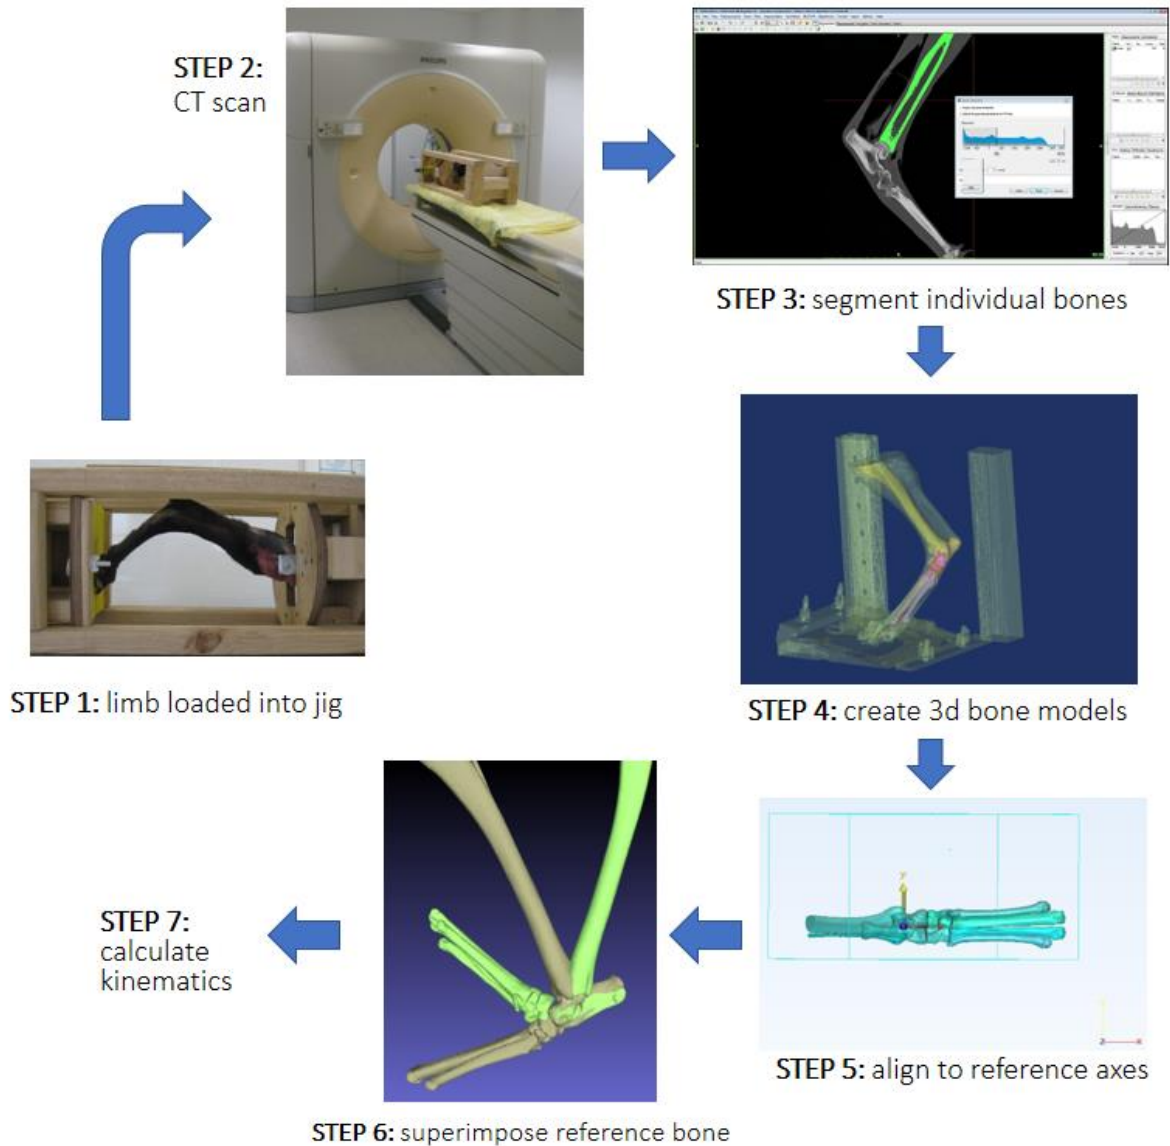 STEP 2:
CT scan
PHILIPS
STEP 3: segment individual bones
STEP 1: limb loaded into jig
STEP 4: create 3d bone models
STEP 7:
calculate
kinematics
y
z
x
STEP 5: align to reference axes
STEP 6: superimpose reference bone